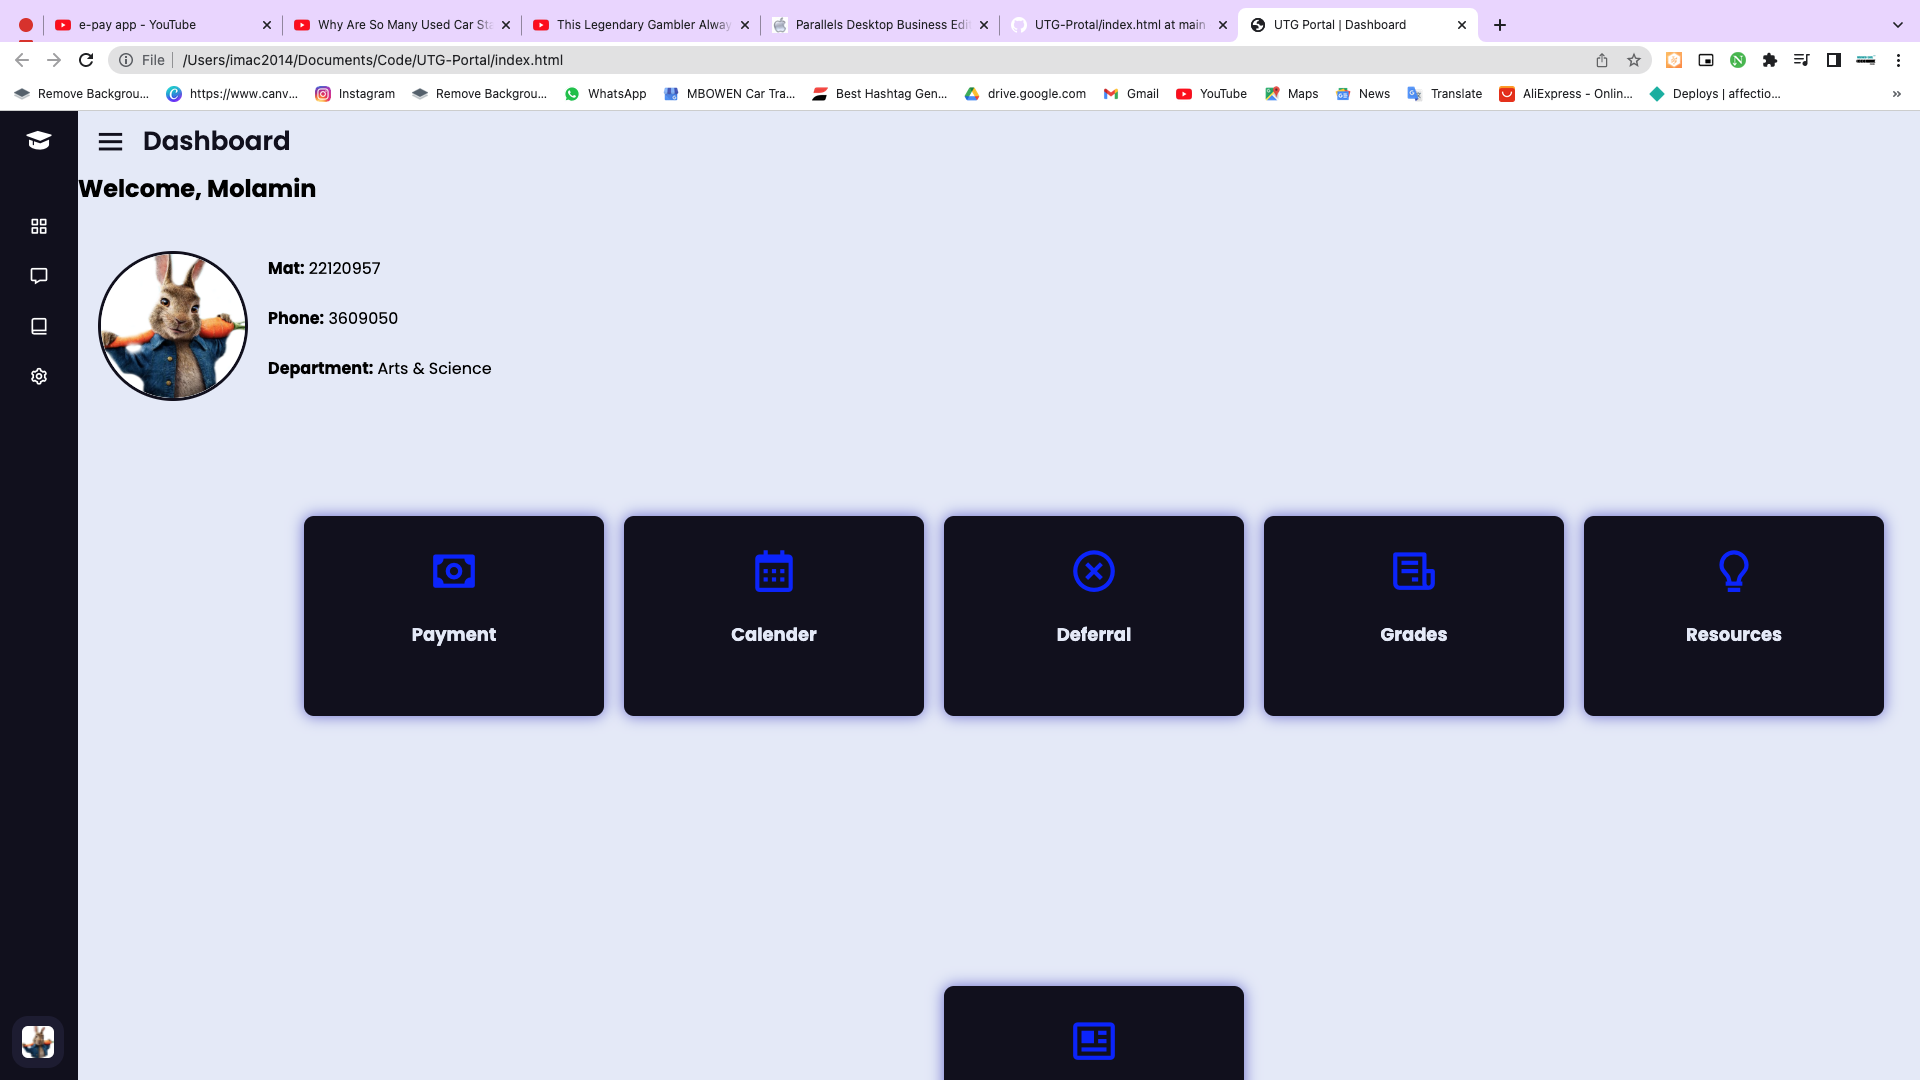 e-pay app - YouTube
Why Are So Many Used Car Sta
This Legendary Gambler Alway
Parallels Desktop Business Edi
UTG-Protal/index.html at main
UTG Portal | Dashboard
File
/Users/imac2014/Documents/Code/UTG-Portal/index.html
Remove Backgrou...
https://www.canv...
Instagram
Remove Backgrou...
WhatsApp
MBOWEN Car Tra...
Best Hashtag Gen...
drive.google.com
Gmail
YouTube
Maps
News
Translate
AliExpress - Onlin...
Deploys | affectio...
»
Dashboard
Welcome, Molamin
Mat: 22120957
Phone: 3609050
Department: Arts & Science
Payment
Calender
Deferral
Grades
Resources